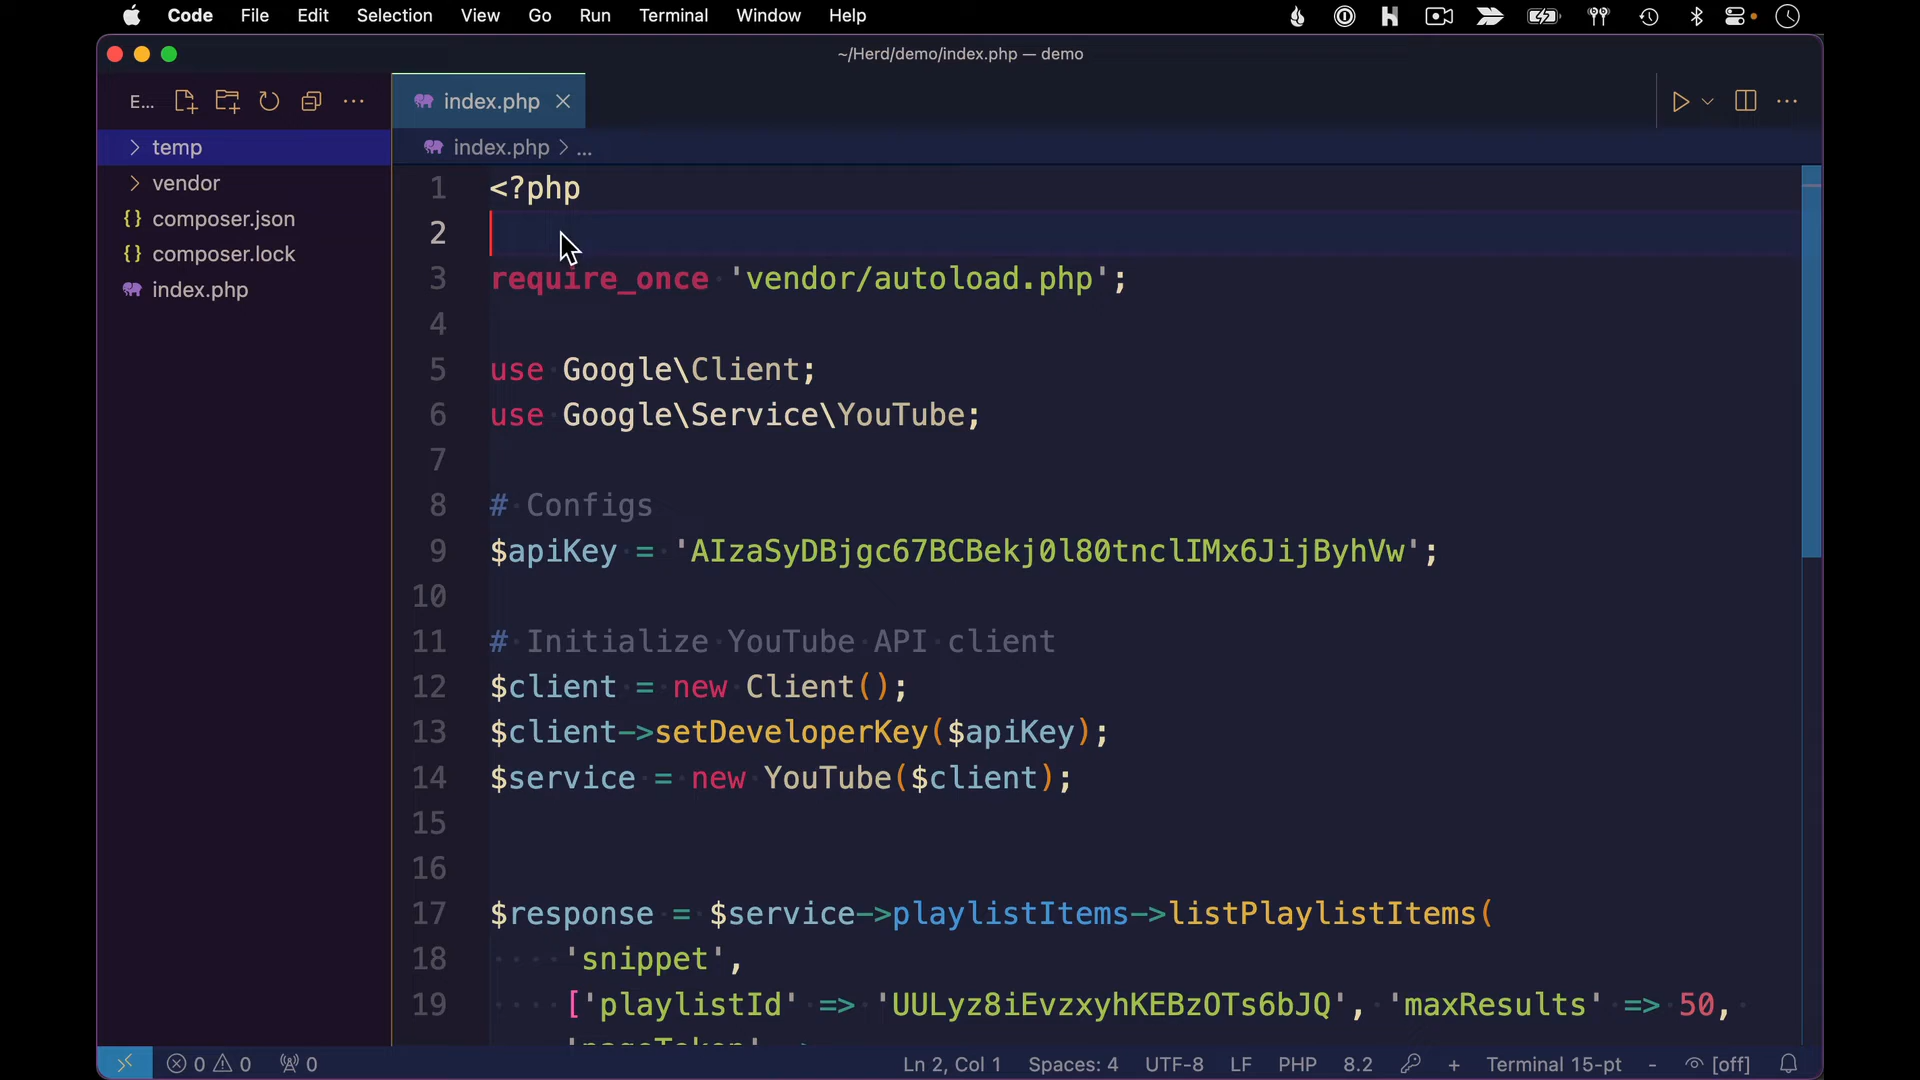 Code File Edit Selection View Go Run Terminal Window Help
~/Herd/demo/index.php — demo
E...
index.php
temp
vendor
composer.json
composer.lock
index.php
index.php > ...
1 <?php
2
3 require_once 'vendor/autoload.php';
4
5 use Google\Client;
6 use Google\Service\YouTube;
7
8 # Configs
9 $apiKey = 'AIzaSyDBjgc67BCBekj0l80tnclIMx6JijByhVw';
10
11 # Initialize YouTube API client
12 $client = new Client();
13 $client->setDeveloperKey($apiKey);
14 $service = new YouTube($client);
15
16
17 $response = $service->playlistItems->listPlaylistItems(
18 'snippet',
19 ['playlistId' => 'UULyz8iEvzxyhKEBzOTs6bJQ', 'maxResults' => 50,
'pageToken' =>
0 0 0 Ln 2, Col 1 Spaces: 4 UTF-8 LF PHP 8.2 + Terminal 15-pt - [off]